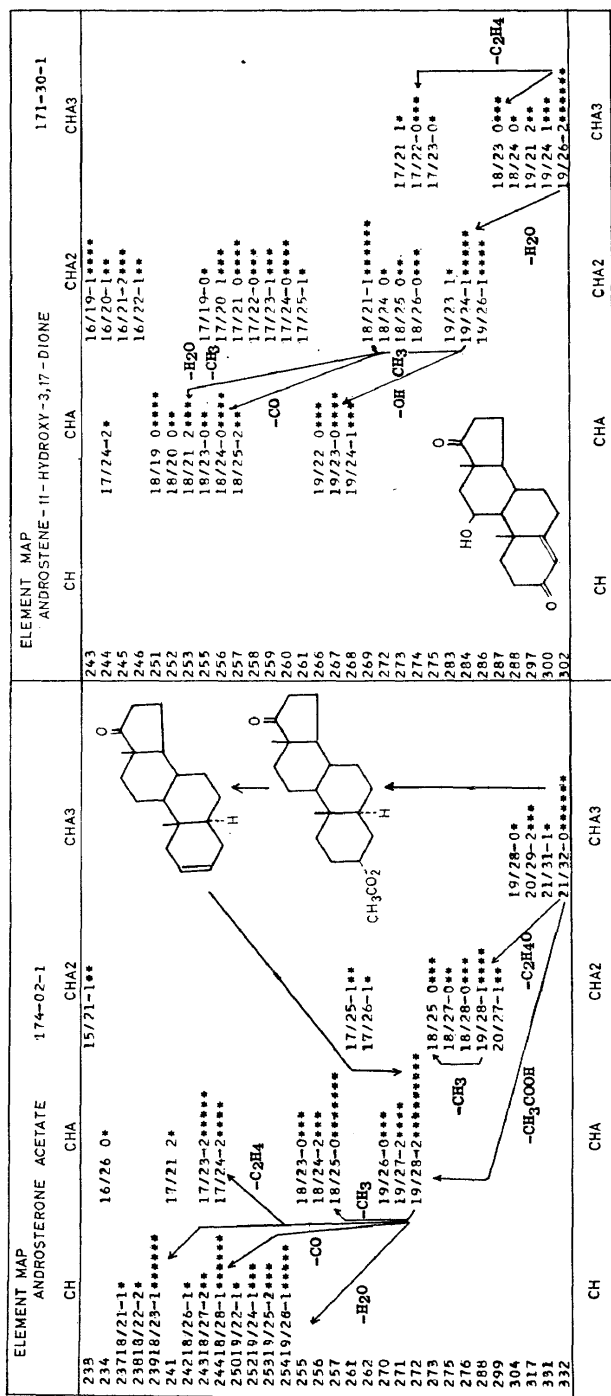 ELEMENT MAP
ANDROSTERONE ACETATE 174-02-1
CH CHA CHA2 CHA3
233 15/21-1**
234 16/26 0*
237 18/21-1*
238 18/22-2*
239 18/23-1******
241 17/21 2*
242 18/26-1*
243 18/27-2** 17/23-2*****
244 18/28-1****** 17/24-2*****
250 19/22-1*
252 19/24-1***
253 19/25-2***
254 19/26-1*****
255 18/23-0***
256 18/24-2***
257 18/25-0********
261 17/25-1**
262 17/26-1*
270 19/26-0***
271 19/27-2****
272 19/28-2*********
273 18/25 0***
275 18/27-0**
276 18/28-0***
288 19/28-1****
299 20/27-1**
304 19/28-0*
317 20/29-2***
331 21/31-1*
332 21/32-0******
-C2H4
-CO
-H2O
-CH3
-CH3
-C2H4O
-CH3COOH
O
H
O
CH3CO2
H
CH CHA CHA2 CHA3
ELEMENT MAP
ANDROSTENE-11-HYDROXY-3,17-DIONE 171-30-1
CH CHA CHA2 CHA3
243 16/19-1****
244 17/24-2* 16/20-1**
245 16/21-2***
246 16/22-1**
251 18/19 0****
252 18/20 0**
253 18/21 2****
255 18/23-0** 17/19-0*
256 18/24-0**** 17/20 1***
257 18/25-2** 17/21 0****
258 17/22-0***
259 17/23-1***
260 17/24-0****
261 17/25-1*
266 19/22 0***
267 19/23-0****
268 19/24-1***
269 18/21-1******
272 18/24 0*
273 18/25 0** 17/21 1*
274 18/26-0*** 17/22-0***
275 17/23-0*
283 19/23 1*
284 19/24-1*****
286 19/26-1****
287 18/23 0***
288 18/24 0*
297 19/21 2**
300 19/24 1***
302 19/26-2******
-H2O
-CH3
-CO
-OH CH3
-H2O
-C2H4
HO
O
O
CH CHA CHA2 CHA3